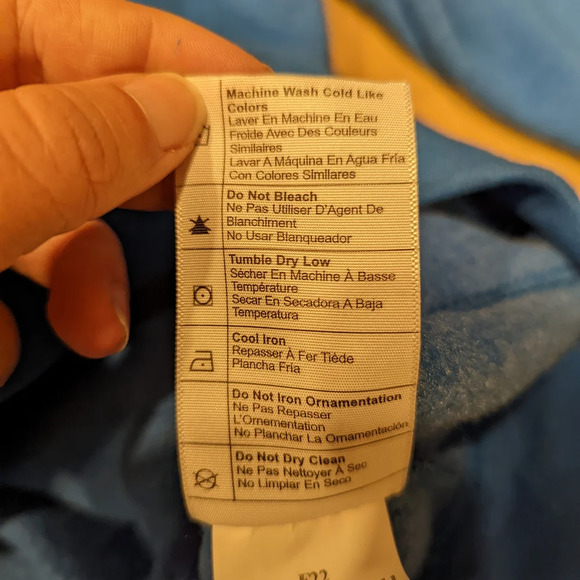 Machine Wash Cold Like
Colors
Laver En Machine En Eau
Froide Avec Des Couleurs
Similaires
Lavar A Máquina En Agua Fría
Con Colores Similares
Do Not Bleach
Ne Pas Utiliser D'Agent De
Blanchiment
No Usar Blanqueador
Tumble Dry Low
Sécher En Machine À Basse
Température
Secar En Secadora A Baja
Temperatura
Cool Iron
Repasser À Fer Tiède
Plancha Fria
Do Not Iron Ornamentation
Ne Pas Repasser
L'Ornementation
No Planchar La Ornamentación
Do Not Dry Clean
Ne Pas Nettoyer À Sec
No Limpiar En Seco